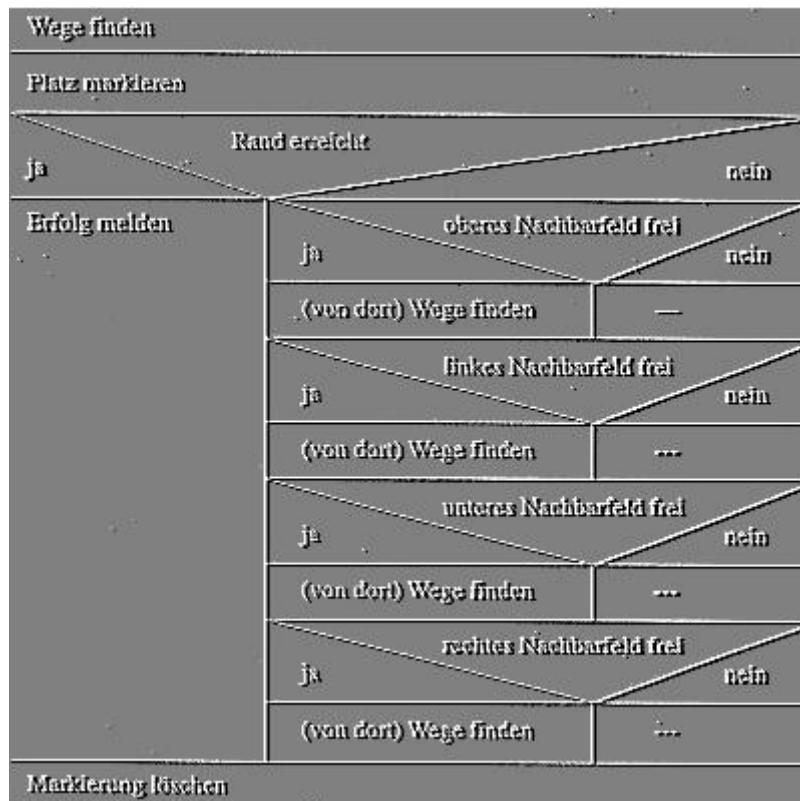 Wege finden
Platz markieren
Rand erreicht
ja
nein
Erfolg melden
oberes Nachbarfeld frei
ja
nein
(von dort) Wege finden
---
linkes Nachbarfeld frei
ja
nein
(von dort) Wege finden
---
unteres Nachbarfeld frei
ja
nein
(von dort) Wege finden
---
rechtes Nachbarfeld frei
ja
nein
(von dort) Wege finden
---
Markierung löschen